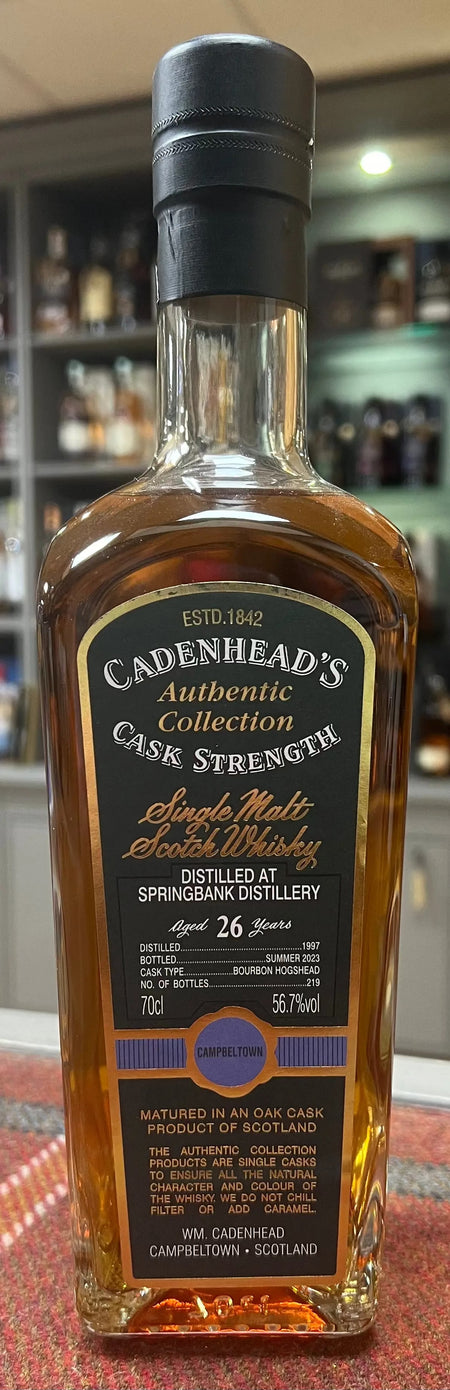 ESTD.1842
CADENHEAD'S
Authentic
Collection
CASK STRENGTH
Single Malt
Scotch Whisky
DISTILLED AT
SPRINGBANK DISTILLERY
Aged 26 Years
DISTILLED..........................................1997
BOTTLED.............................SUMMER 2023
CASK TYPE................BOURBON HOGSHEAD
NO. OF BOTTLES................................219
70cl 56.7%vol
CAMPBELTOWN
MATURED IN AN OAK CASK
PRODUCT OF SCOTLAND
THE AUTHENTIC COLLECTION
PRODUCTS ARE SINGLE CASKS
TO ENSURE ALL THE NATURAL
CHARACTER AND COLOUR OF
THE WHISKY. WE DO NOT CHILL
FILTER OR ADD CARAMEL.
WM. CADENHEAD
CAMPBELTOWN • SCOTLAND